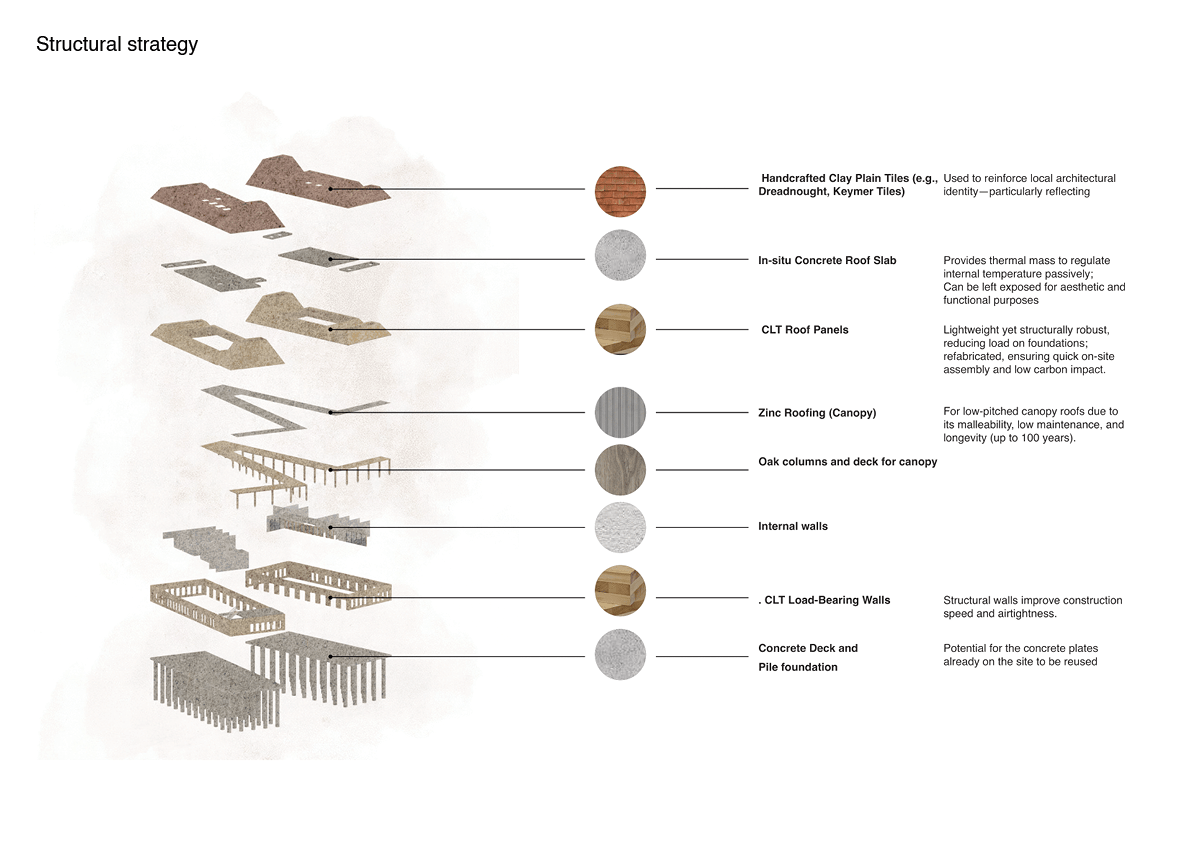 Structural strategy
Handcrafted Clay Plain Tiles (e.g.,
Dreadnought, Keymer Tiles)
Used to reinforce local architectural
identity—particularly reflecting
In-situ Concrete Roof Slab
Provides thermal mass to regulate
internal temperature passively;
Can be left exposed for aesthetic and
functional purposes
CLT Roof Panels
Lightweight yet structurally robust,
reducing load on foundations;
refabricated, ensuring quick on-site
assembly and low carbon impact.
Zinc Roofing (Canopy)
For low-pitched canopy roofs due to
its malleability, low maintenance, and
longevity (up to 100 years).
Oak columns and deck for canopy
Internal walls
. CLT Load-Bearing Walls
Structural walls improve construction
speed and airtightness.
Concrete Deck and
Pile foundation
Potential for the concrete plates
already on the site to be reused